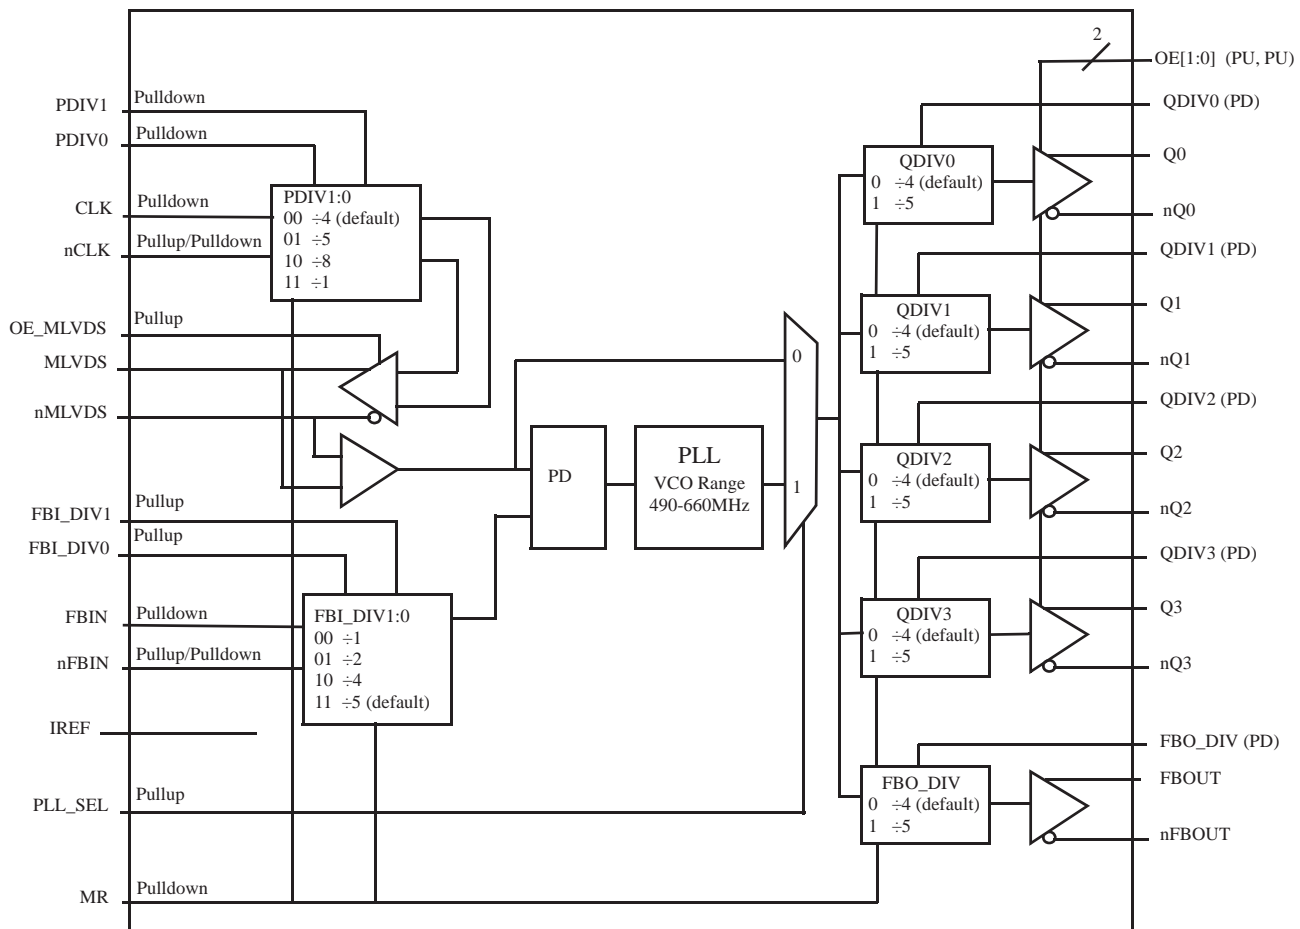 PDIV1 Pulldown
PDIV0 Pulldown
CLK Pulldown
nCLK Pullup/Pulldown
PDIV1:0
00 ÷4 (default)
01 ÷5
10 ÷8
11 ÷1
OE_MLVDS Pullup
MLVDS
nMLVDS
FBI_DIV1 Pullup
FBI_DIV0 Pullup
FBIN Pulldown
nFBIN Pullup/Pulldown
FBI_DIV1:0
00 ÷1
01 ÷2
10 ÷4
11 ÷5 (default)
IREF
PLL_SEL Pullup
MR Pulldown
PD
PLL
VCO Range
490-660MHz
0
1
2
OE[1:0] (PU, PU)
QDIV0 (PD)
QDIV0
0 ÷4 (default)
1 ÷5
Q0
nQ0
QDIV1 (PD)
QDIV1
0 ÷4 (default)
1 ÷5
Q1
nQ1
QDIV2 (PD)
QDIV2
0 ÷4 (default)
1 ÷5
Q2
nQ2
QDIV3 (PD)
QDIV3
0 ÷4 (default)
1 ÷5
Q3
nQ3
FBO_DIV (PD)
FBO_DIV
0 ÷4 (default)
1 ÷5
FBOUT
nFBOUT